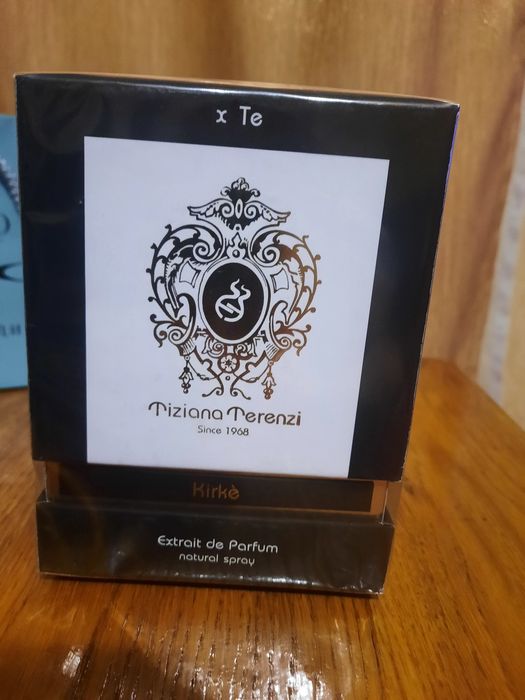 x Te
Tiziana Terenzi
Since 1968
Kirkè
Extrait de Parfum
natural spray